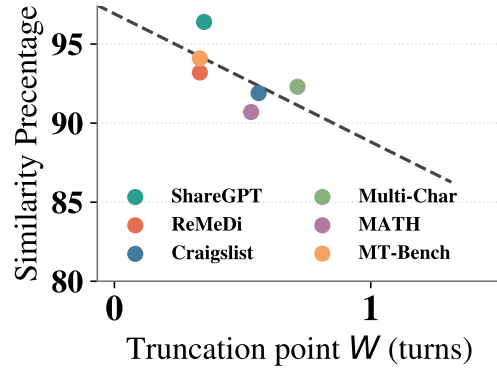 Similarity Precentage
95
90
85
80
ShareGPT
ReMeDi
Craigslist
Multi-Char
MATH
MT-Bench
0
1
Truncation point W (turns)